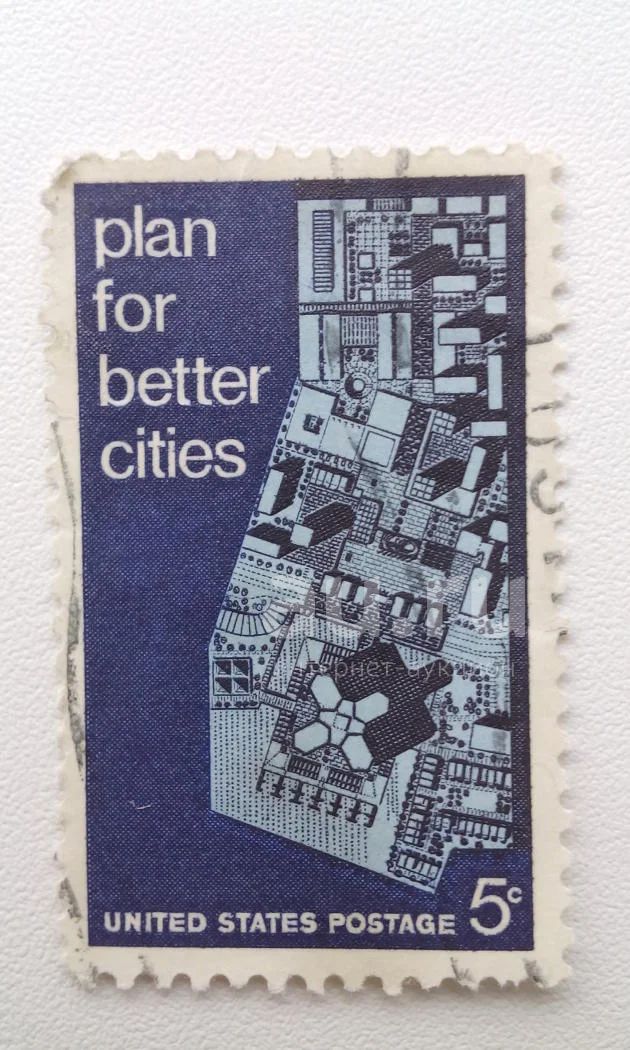 plan
for
better
cities
UNITED STATES POSTAGE 5c